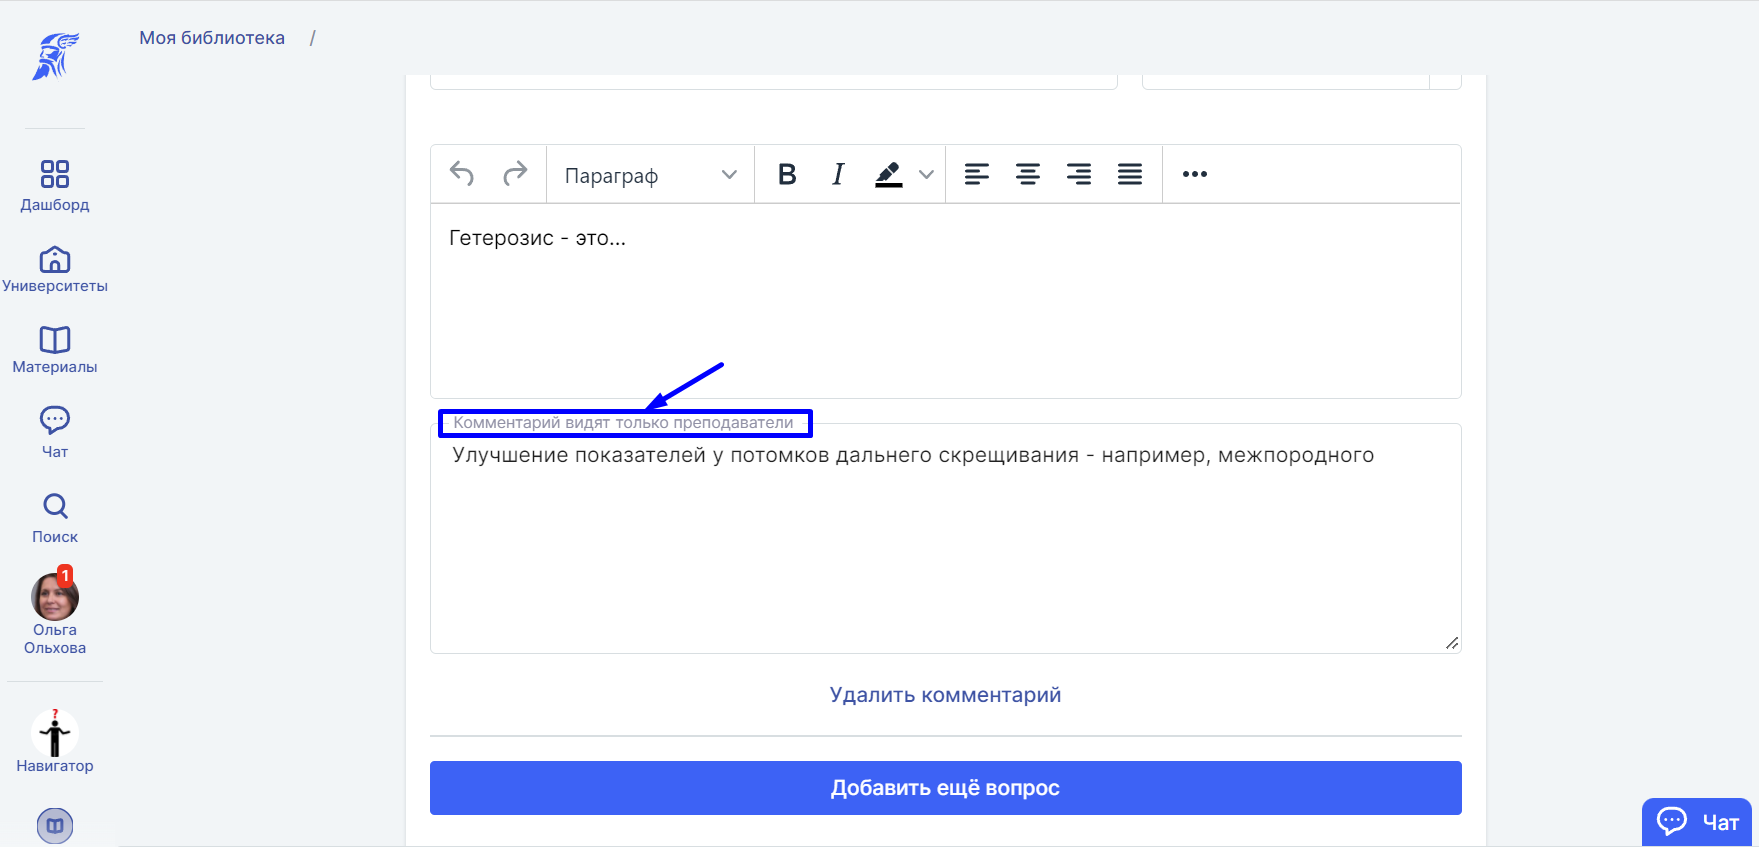 Моя библиотека /
Дашборд
Университеты
Материалы
Чат
Поиск
1
Ольга
Ольхова
?
Навигатор
Параграф
B I
Гетерозис - это...
Комментарий видят только преподаватели
Улучшение показателей у потомков дальнего скрещивания - например, межпородного
Удалить комментарий
Добавить ещё вопрос
Чат